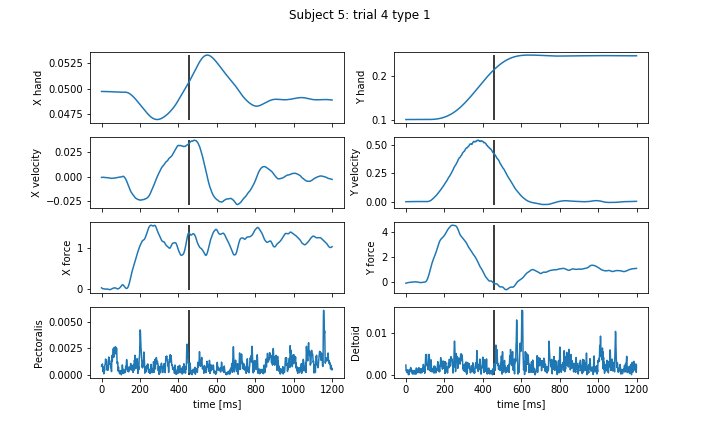 Subject 5: trial 4 type 1
X hand
0.0525
0.0500
0.0475
Y hand
0.2
0.1
X velocity
0.025
0.000
−0.025
Y velocity
0.50
0.25
0.00
X force
1
0
Y force
4
2
0
Pectoralis
0.0050
0.0025
0.0000
0 200 400 600 800 1000 1200
time [ms]
Deltoid
0.01
0.00
0 200 400 600 800 1000 1200
time [ms]